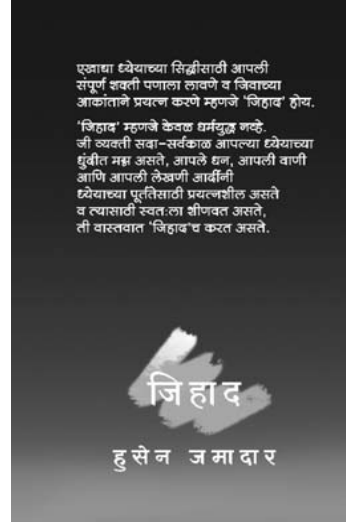 एखाद्या ध्येयाच्या सिद्धीसाठी आपली
संपूर्ण शक्ती पणाला लावणे व जिवाच्या
आकांताने प्रयत्न करणे म्हणजे 'जिहाद' होय.
'जिहाद' म्हणजे केवळ धर्मयुद्ध नव्हे.
जी व्यक्ती सदा-सर्वकाळ आपल्या ध्येयाच्या
धुंदीत मग्न असते, आपले धन, आपली वाणी
आणि आपली लेखणी आदींनी
ध्येयाच्या पूर्ततेसाठी प्रयत्नशील असते
व त्यासाठी स्वतःला शीणवत असते,
ती वास्तवात 'जिहाद'च करत असते.
जिहाद
हुसेन जमादार